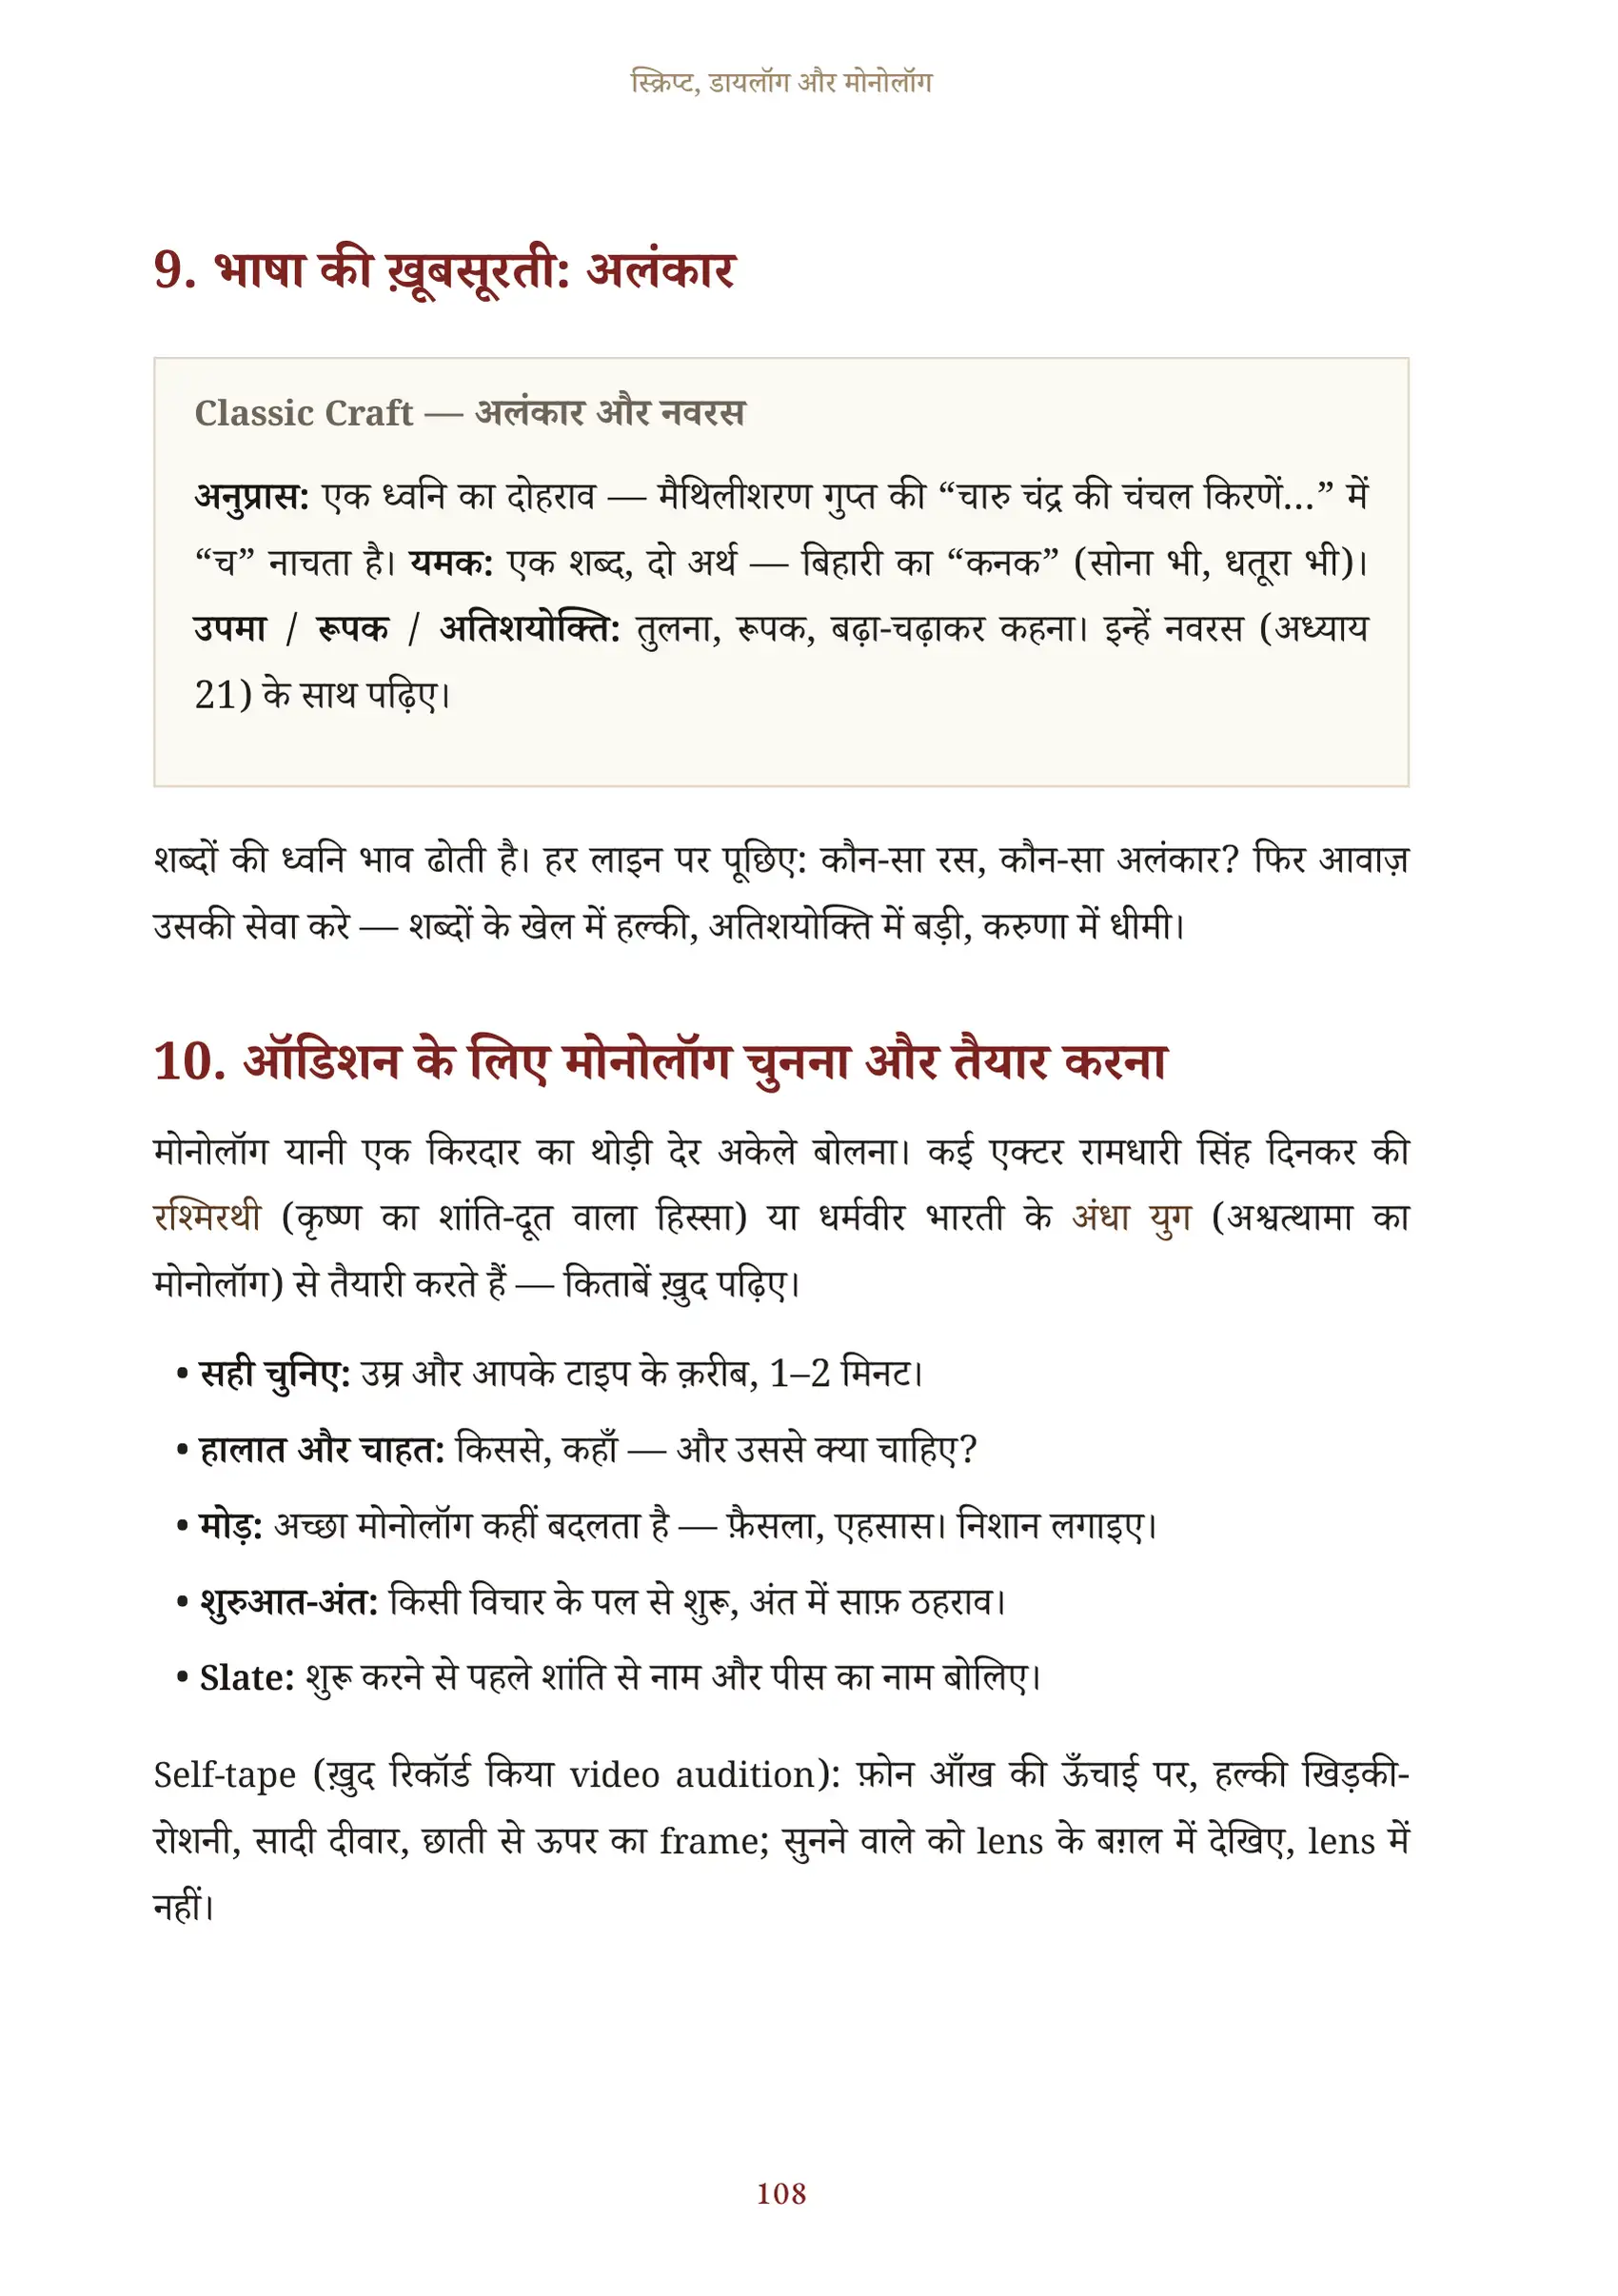 स्क्रिप्ट, डायलॉग और मोनोलॉग
9. भाषा की ख़ूबसूरती: अलंकार
Classic Craft — अलंकार और नवरस
अनुप्रास: एक ध्वनि का दोहराव — मैथिलीशरण गुप्त की “चारु चंद्र की चंचल किरणें...” में
“च” नाचता है। यमक: एक शब्द, दो अर्थ — बिहारी का “कनक” (सोना भी, धतूरा भी)।
उपमा / रूपक / अतिशयोक्ति: तुलना, रूपक, बढ़ा-चढ़ाकर कहना। इन्हें नवरस (अध्याय
21) के साथ पढ़िए।
शब्दों की ध्वनि भाव ढोती है। हर लाइन पर पूछिए: कौन-सा रस, कौन-सा अलंकार? फिर आवाज़
उसकी सेवा करे — शब्दों के खेल में हल्की, अतिशयोक्ति में बड़ी, करुणा में धीमी।
10. ऑडिशन के लिए मोनोलॉग चुनना और तैयार करना
मोनोलॉग यानी एक किरदार का थोड़ी देर अकेले बोलना। कई एक्टर रामधारी सिंह दिनकर की
रश्मिरथी (कृष्ण का शांति-दूत वाला हिस्सा) या धर्मवीर भारती के अंधा युग (अश्वत्थामा का
मोनोलॉग) से तैयारी करते हैं — किताबें ख़ुद पढ़िए।
• सही चुनिए: उम्र और आपके टाइप के क़रीब, 1–2 मिनट।
• हालात और चाहत: किससे, कहाँ — और उससे क्या चाहिए?
• मोड़: अच्छा मोनोलॉग कहीं बदलता है — फ़ैसला, एहसास। निशान लगाइए।
• शुरुआत-अंत: किसी विचार के पल से शुरू, अंत में साफ़ ठहराव।
• Slate: शुरू करने से पहले शांति से नाम और पीस का नाम बोलिए।
Self-tape (ख़ुद रिकॉर्ड किया video audition): फ़ोन आँख की ऊँचाई पर, हल्की खिड़की-
रोशनी, सादी दीवार, छाती से ऊपर का frame; सुनने वाले को lens के बग़ल में देखिए, lens में
नहीं।
108